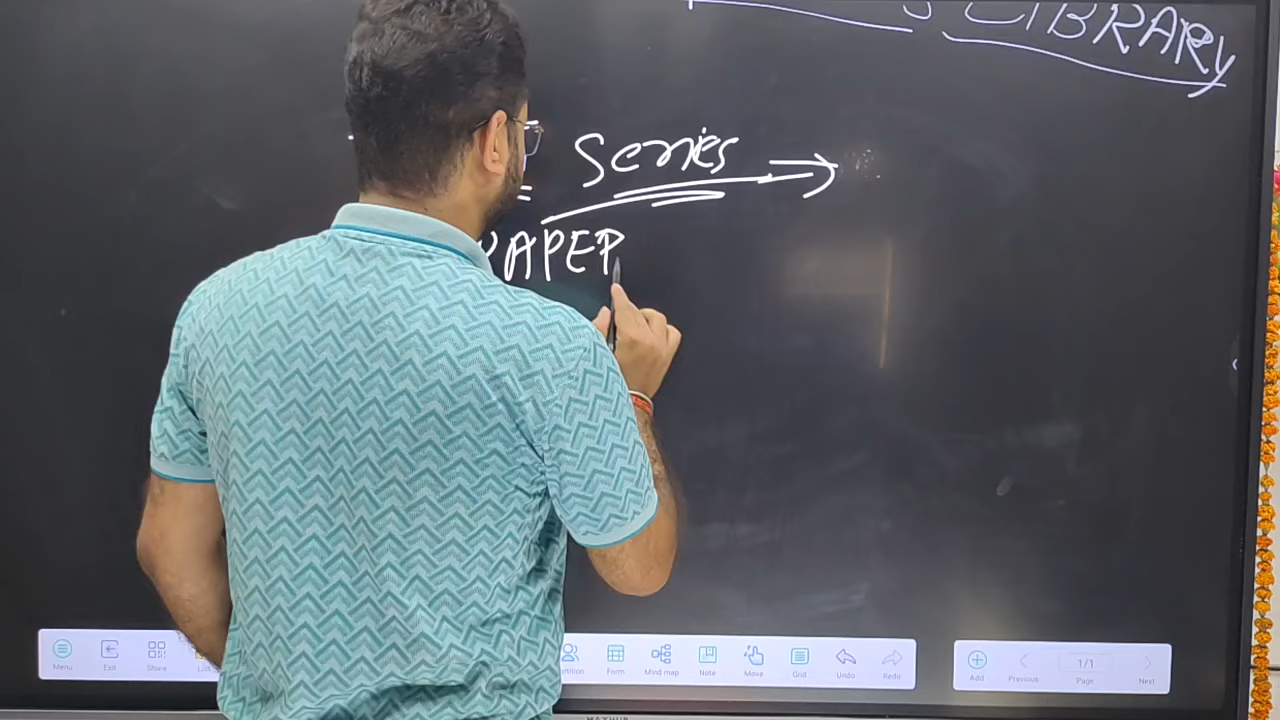 LIBRARY
Series
APEP
Menu Exit Share Form Mind map Note Move Grid Undo Redo Add Previous 1/1 Page Next
MAXHUB